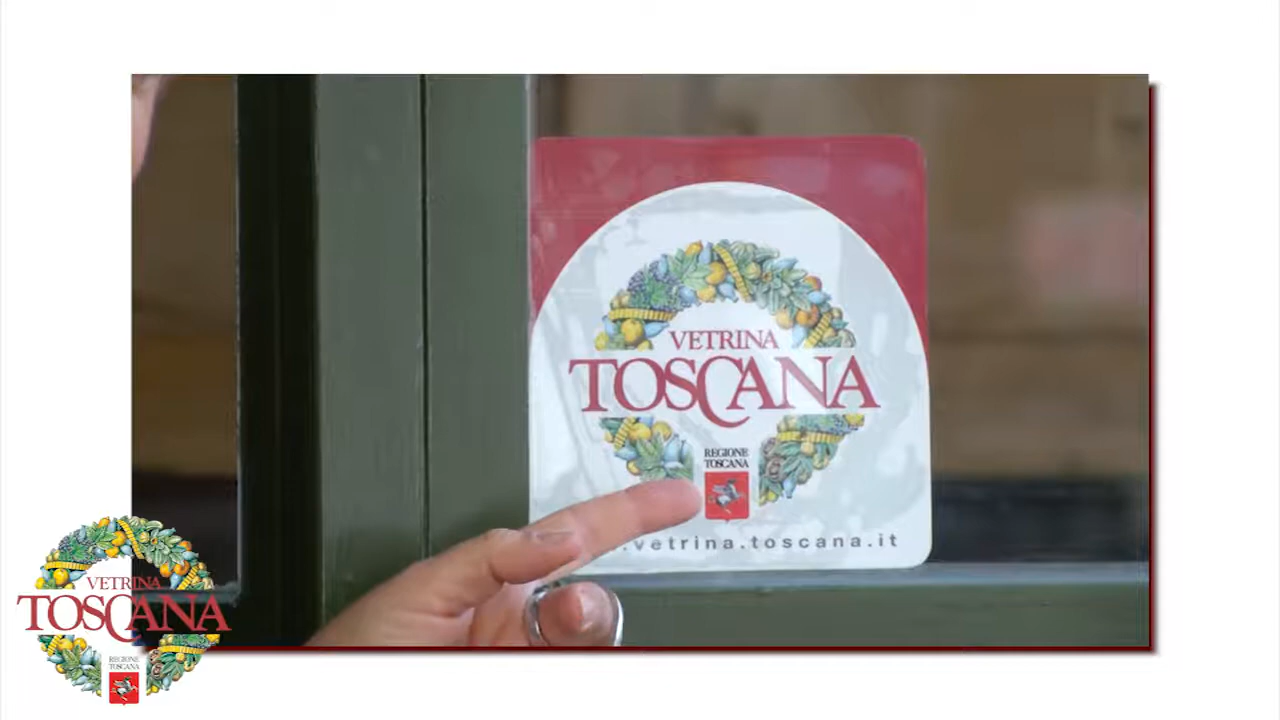 VETRINA
TOSCANA
REGIONE
TOSCANA
.vetrina.toscana.it
VETRINA
TOSCANA
REGIONE
TOSCANA